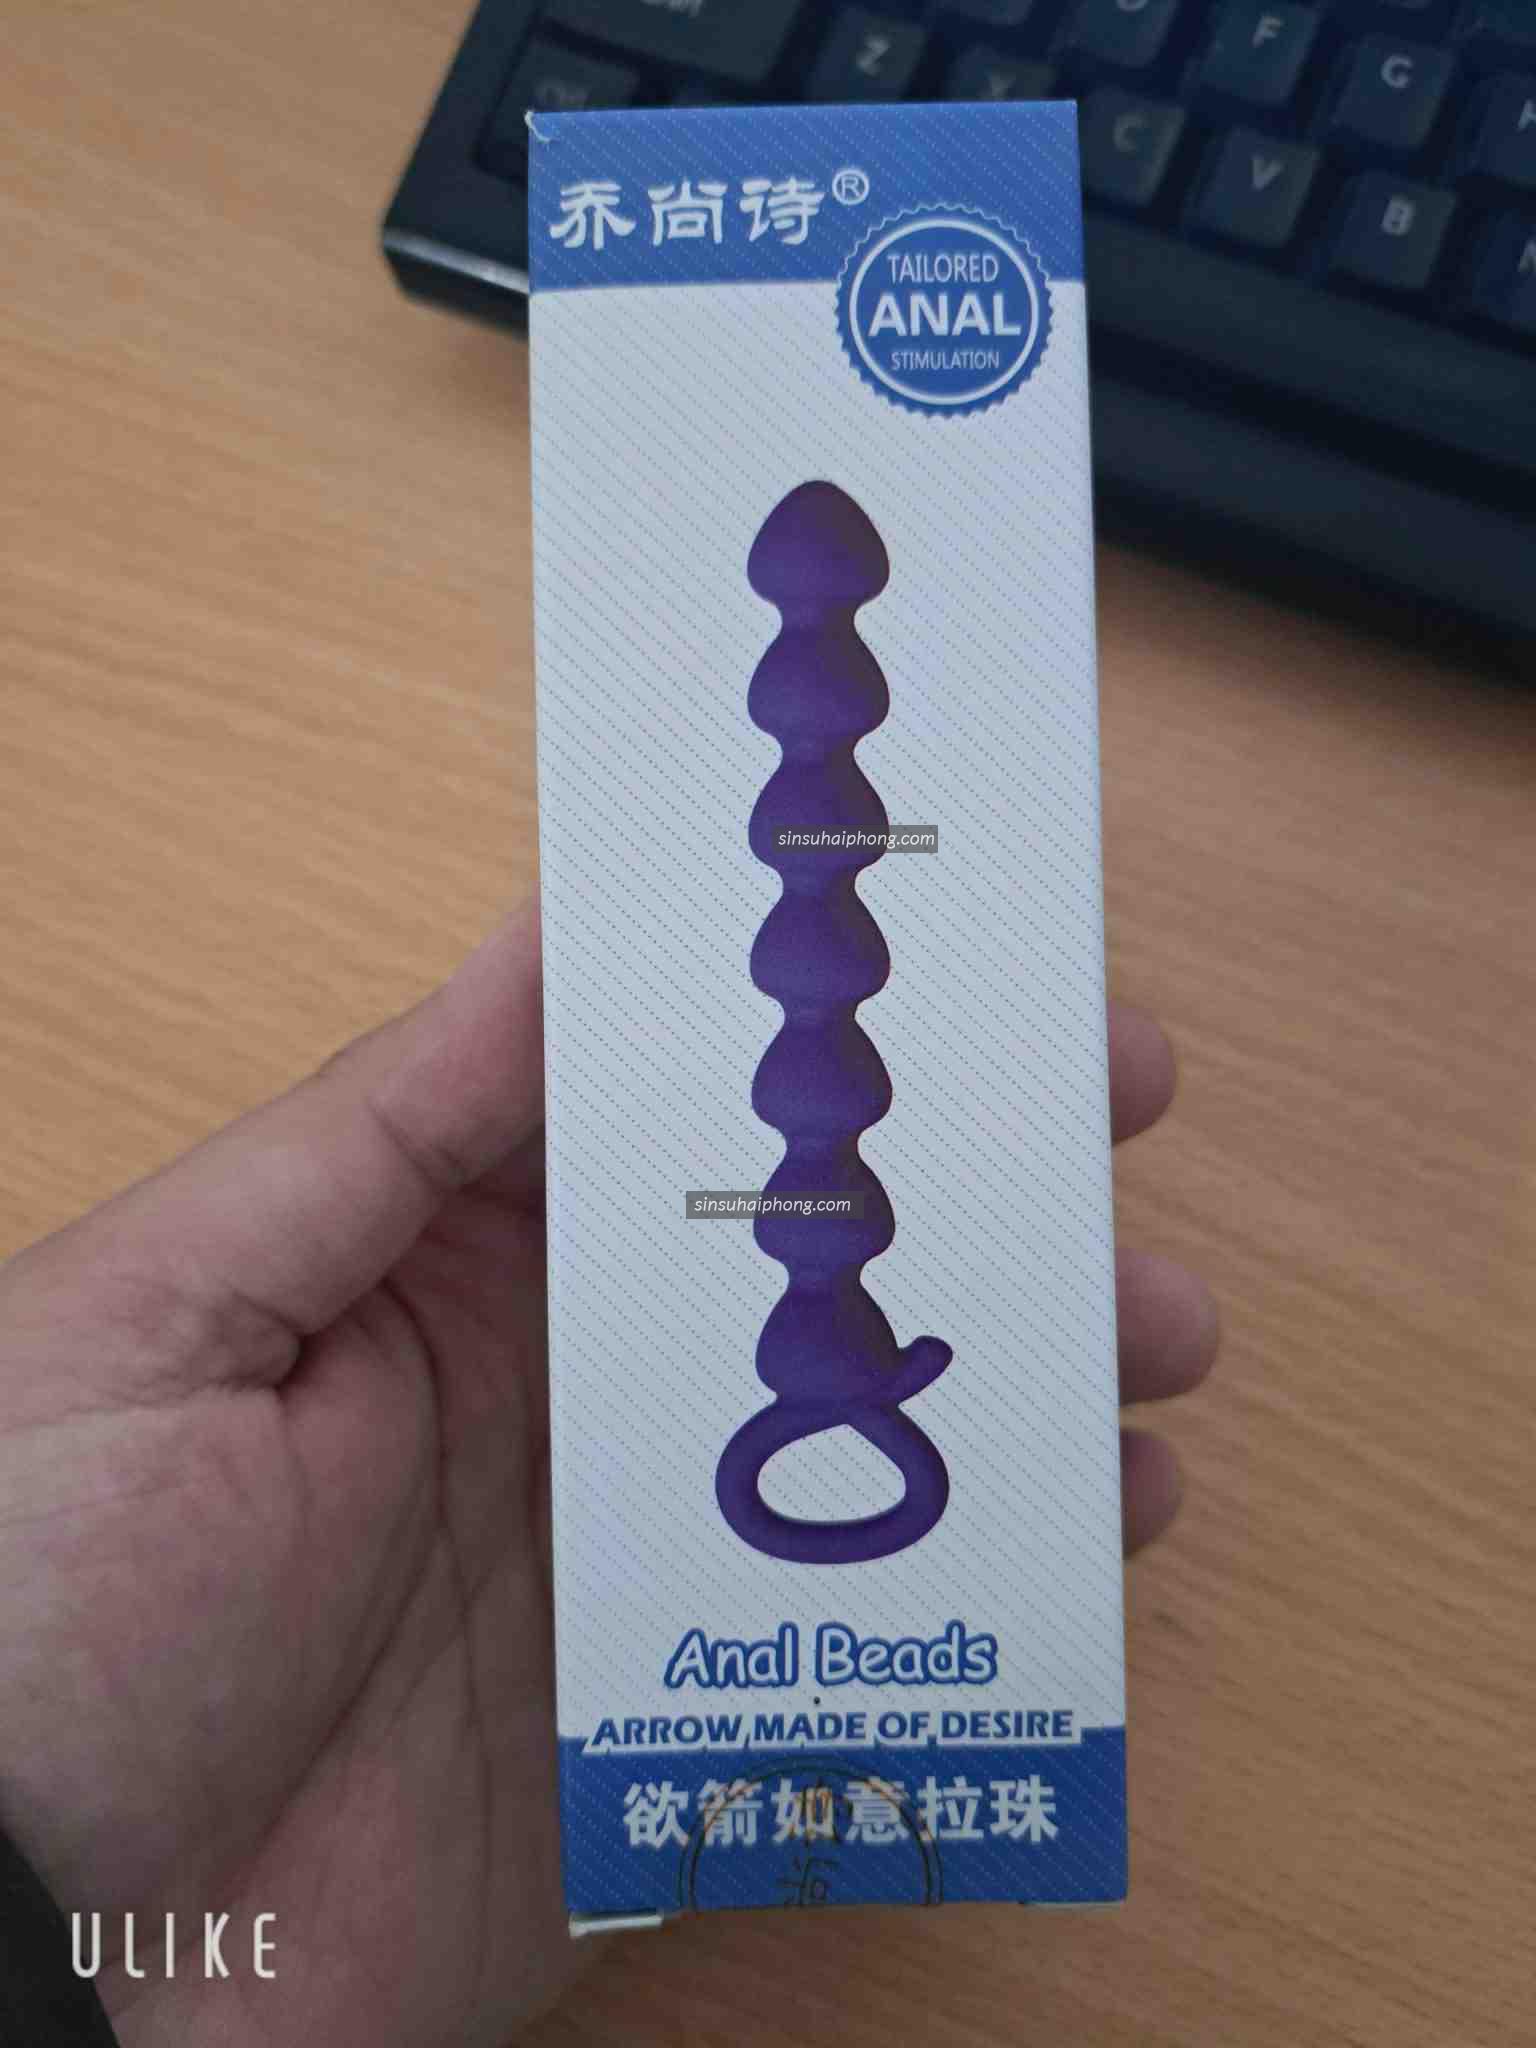 Z
F
G
C
V
B
乔尚诗®
TAILORED
ANAL
STIMULATION
sinsuhaiphong.com
sinsuhaiphong.com
Anal Beads
ARROW MADE OF DESIRE
欲箭如意拉珠
ULIKE